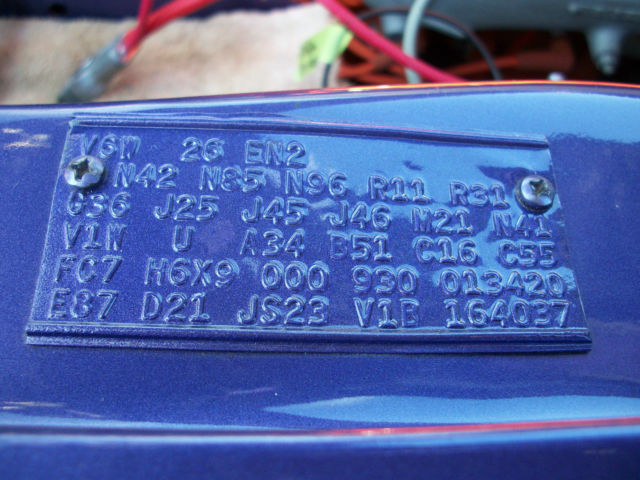 V6W 26 EN2
N42 N85 N96 R11 R31
G36 J25 J45 J46 M21 N41
V1W U A34 B51 C16 C55
FC7 H6X9 000 930 013420
E87 D21 JS23 V1B 164037